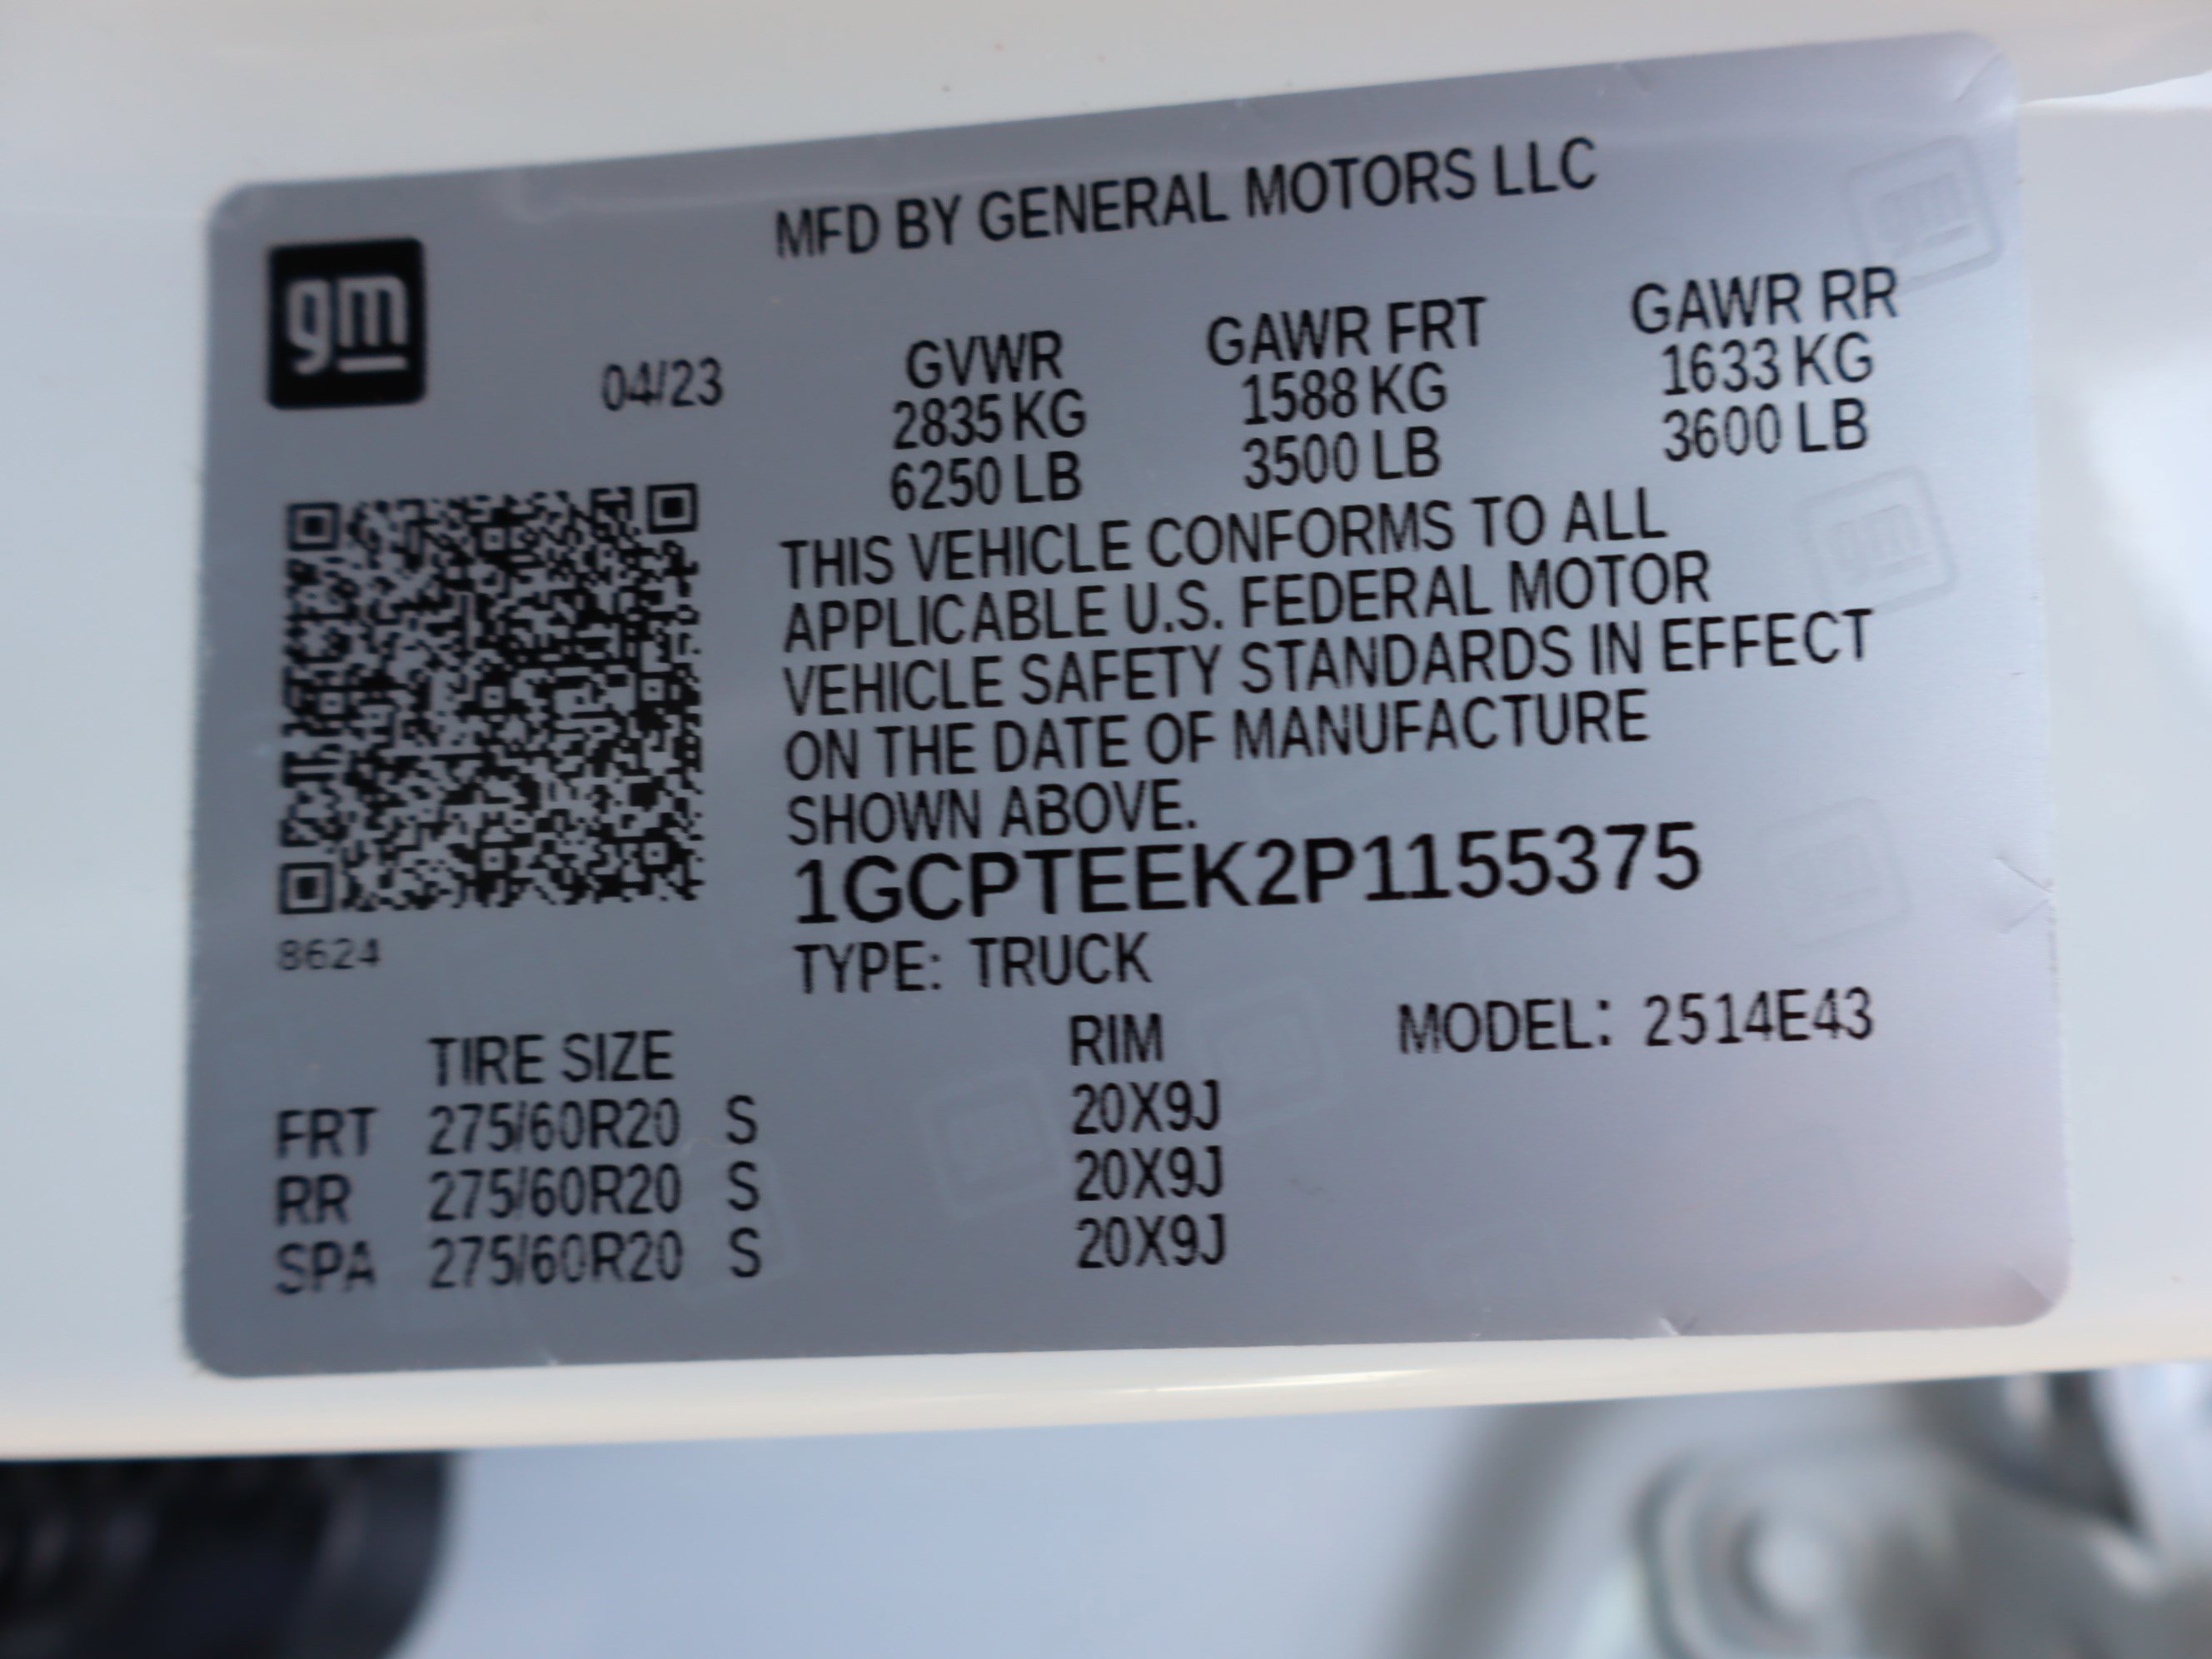 MFD BY GENERAL MOTORS LLC
gm
04/23
GVWR GAWR FRT GAWR RR
2835 KG 1588 KG 1633 KG
6250 LB 3500 LB 3600 LB
THIS VEHICLE CONFORMS TO ALL
APPLICABLE U.S. FEDERAL MOTOR
VEHICLE SAFETY STANDARDS IN EFFECT
ON THE DATE OF MANUFACTURE
SHOWN ABOVE.
1GCPTEEK2P1155375
8624
TYPE: TRUCK
MODEL: 2514E43
TIRE SIZE RIM
FRT 275/60R20 S 20X9J
RR 275/60R20 S 20X9J
SPA 275/60R20 S 20X9J